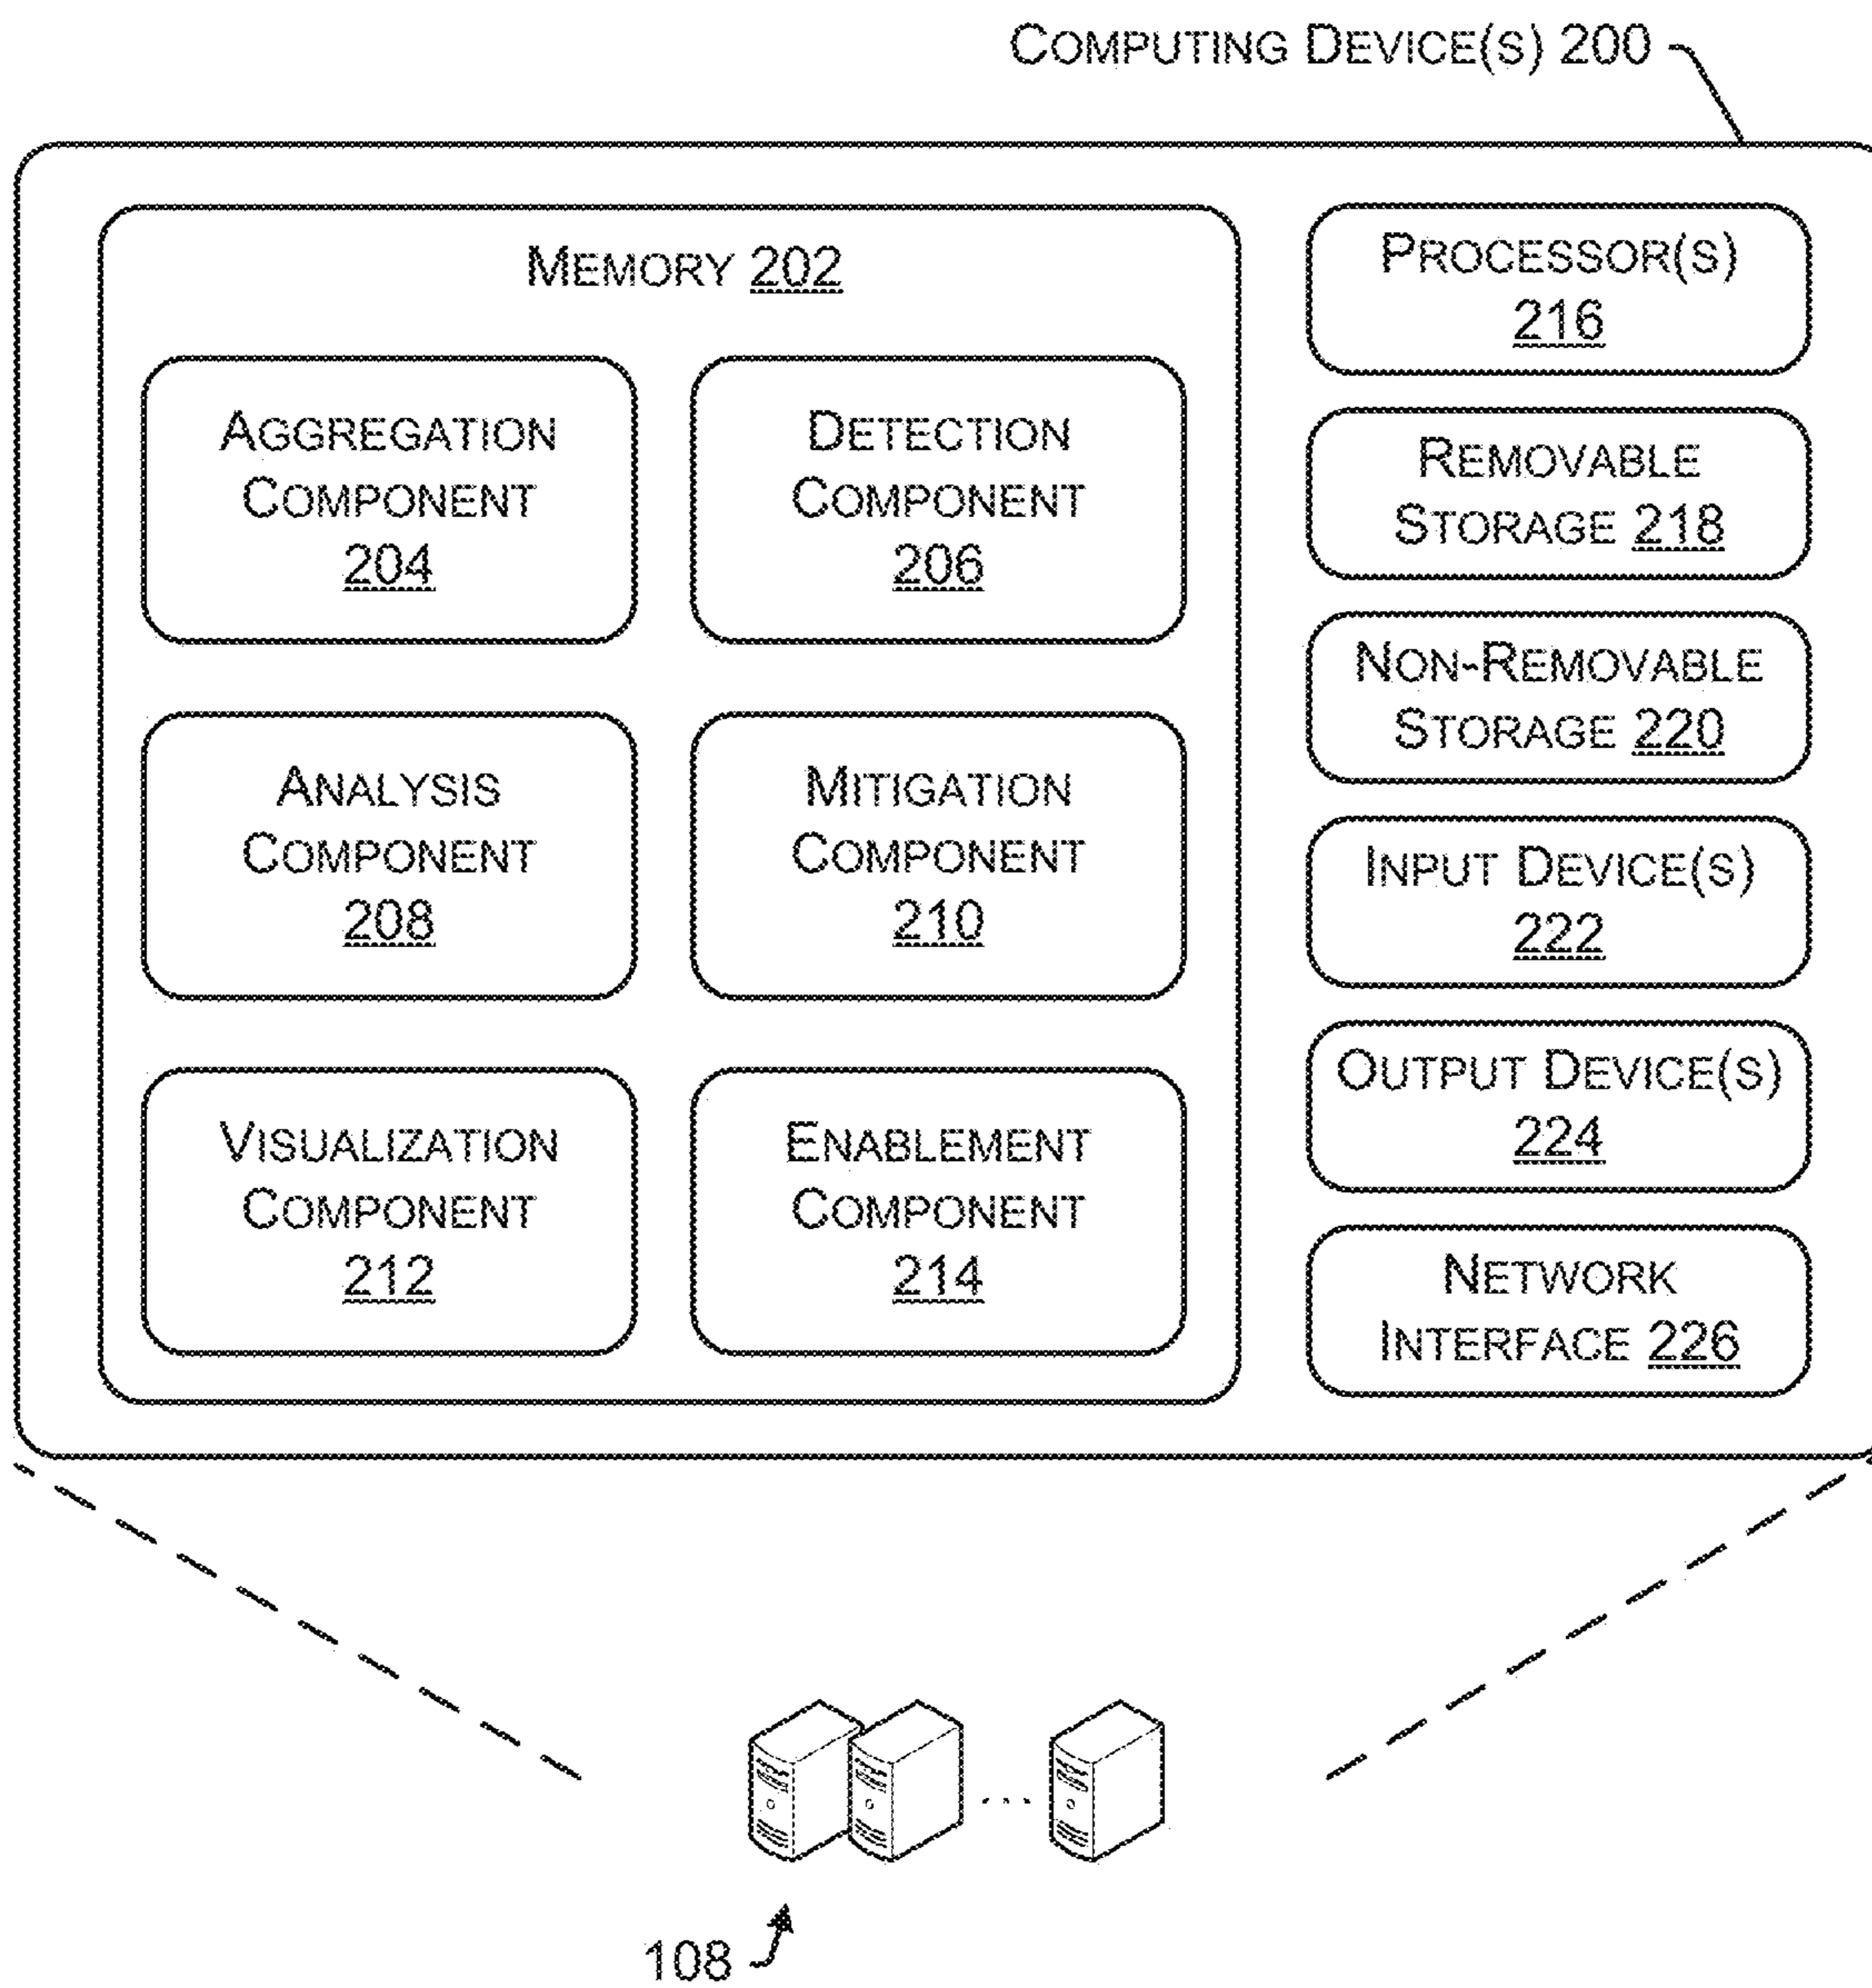 COMPUTING DEVICE(S) 200
MEMORY 202
AGGREGATION
COMPONENT
204
DETECTION
COMPONENT
206
ANALYSIS
COMPONENT
208
MITIGATION
COMPONENT
210
VISUALIZATION
COMPONENT
212
ENABLEMENT
COMPONENT
214
PROCESSOR(S)
216
REMOVABLE
STORAGE 218
NON-REMOVABLE
STORAGE 220
INPUT DEVICE(S)
222
OUTPUT DEVICE(S)
224
NETWORK
INTERFACE 226
...
108